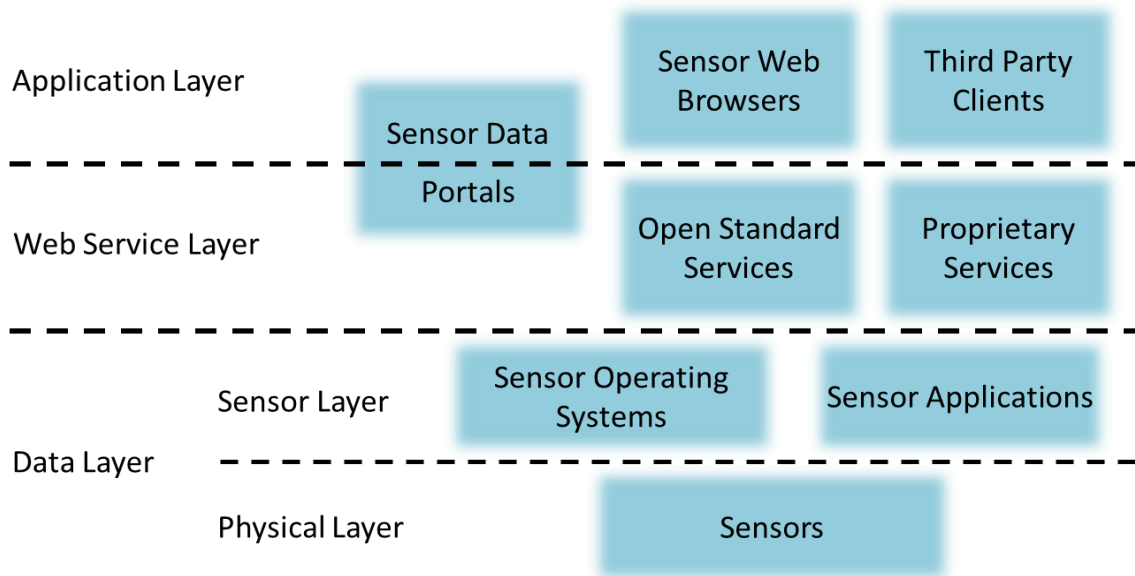 Application Layer
Sensor Web
Browsers
Third Party
Clients
Sensor Data
Portals
Web Service Layer
Open Standard
Services
Proprietary
Services
Data Layer
Sensor Layer
Sensor Operating
Systems
Sensor Applications
Physical Layer
Sensors